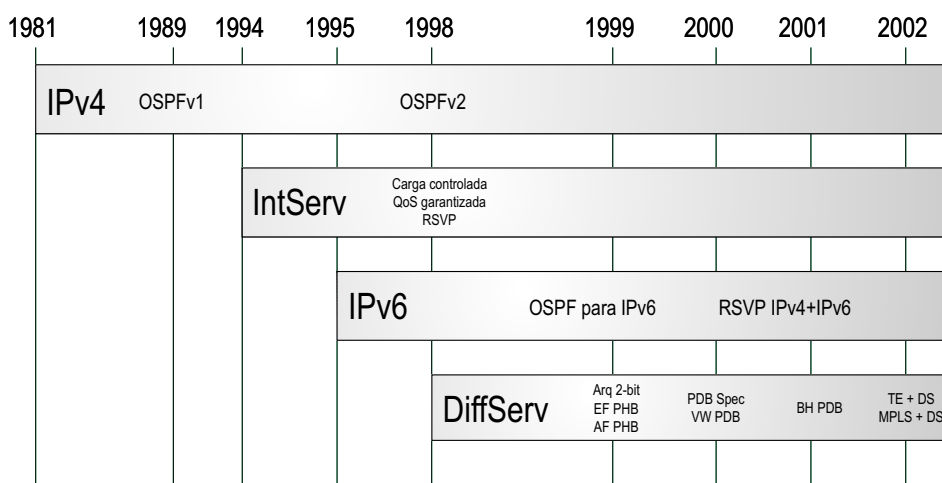 1981 1989 1994 1995 1998 1999 2000 2001 2002
IPv4 OSPFv1 OSPFv2
IntServ
Carga controlada
QoS garantizada
RSVP
IPv6 OSPF para IPv6 RSVP IPv4+IPv6
DiffServ
Arq 2-bit
EF PHB
AF PHB
PDB Spec
VW PDB
BH PDB
TE + DS
MPLS + DS